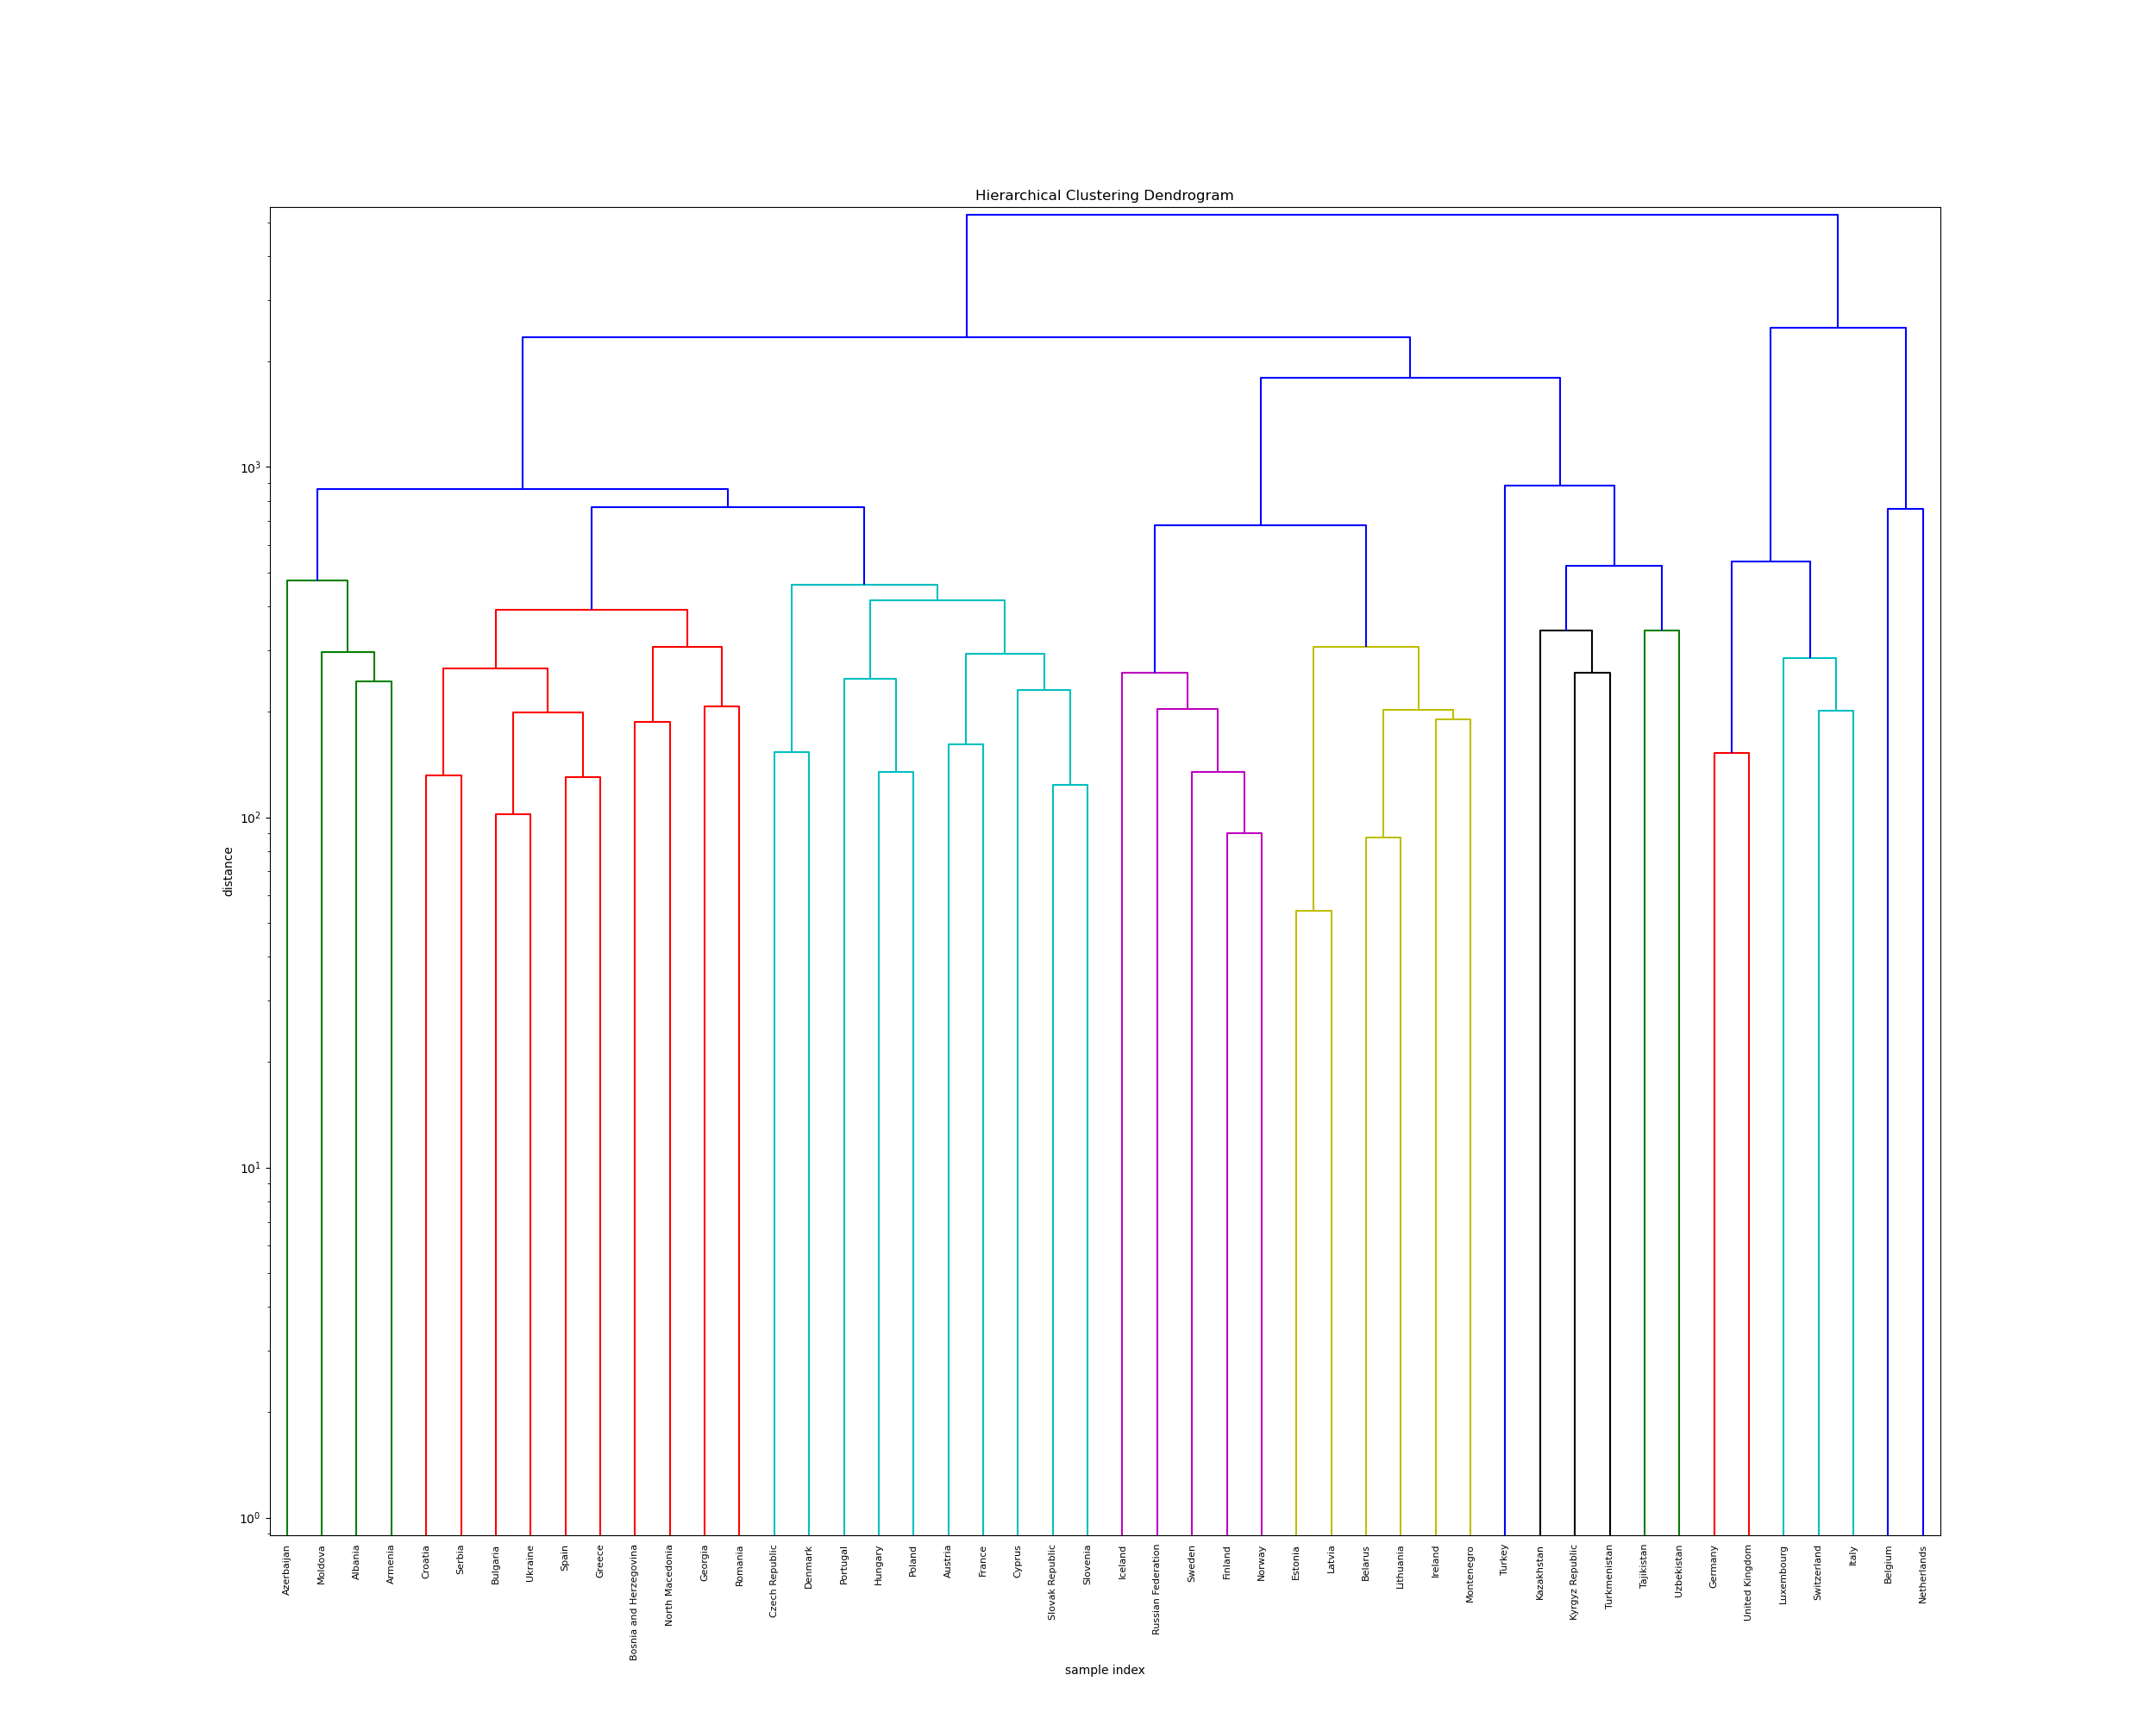 Hierarchical Clustering Dendrogram
distance
10³
10²
10¹
10⁰
Azerbaijan
Moldova
Albania
Armenia
Croatia
Serbia
Bulgaria
Ukraine
Spain
Greece
Bosnia and Herzegovina
North Macedonia
Georgia
Romania
Czech Republic
Denmark
Portugal
Hungary
Poland
Austria
France
Cyprus
Slovak Republic
Slovenia
Iceland
Russian Federation
Sweden
Finland
Norway
Estonia
Latvia
Belarus
Lithuania
Ireland
Montenegro
Turkey
Kazakhstan
Kyrgyz Republic
Turkmenistan
Tajikistan
Uzbekistan
Germany
United Kingdom
Luxembourg
Switzerland
Italy
Belgium
Netherlands
sample index